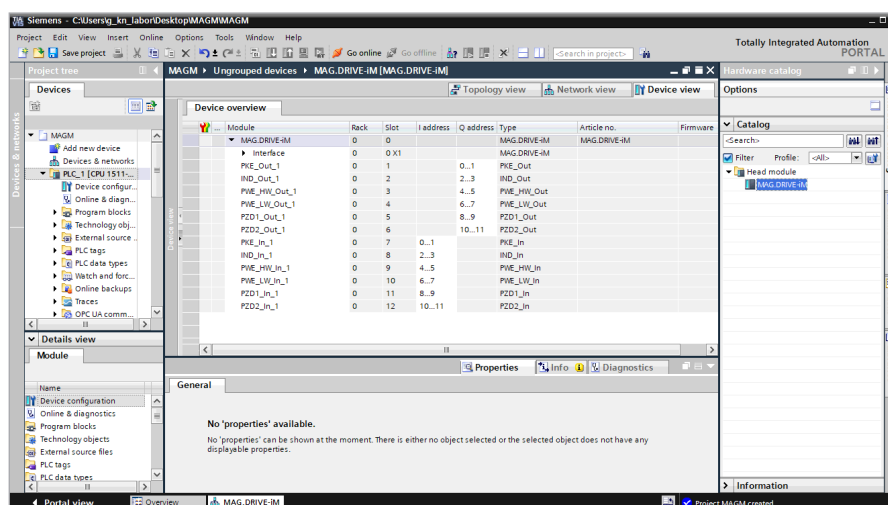 Siemens - C:\Users\g_kn_labor\Desktop\MAGM\MAGM
Project Edit View Insert Online Options Tools Window Help
Totally Integrated Automation
PORTAL
Save project Go online Go offline <Search in project>
Project tree
MAGM Ungrouped devices MAG.DRIVE-iM [MAG.DRIVE-iM]
Hardware catalog
Devices
Topology view Network view Device view
Options
Device overview
Devices & networks
Device view
Module Rack Slot I address Q address Type Article no. Firmware
MAG.DRIVE-iM 0 0 MAG.DRIVE-iM MAG.DRIVE-iM
Interface 0 0 X1 MAG.DRIVE-iM
PKE_Out_1 0 1 0...1 PKE_Out
IND_Out_1 0 2 2...3 IND_Out
PWE_HW_Out_1 0 3 4...5 PWE_HW_Out
PWE_LW_Out_1 0 4 6...7 PWE_LW_Out
PZD1_Out_1 0 5 8...9 PZD1_Out
PZD2_Out_1 0 6 10...11 PZD2_Out
PKE_In_1 0 7 0...1 PKE_In
IND_In_1 0 8 2...3 IND_In
PWE_HW_In_1 0 9 4...5 PWE_HW_In
PWE_LW_In_1 0 10 6...7 PWE_LW_In
PZD1_In_1 0 11 8...9 PZD1_In
PZD2_In_1 0 12 10...11 PZD2_In
MAGM
Add new device
Devices & networks
PLC_1 [CPU 1511-...
Device configur...
Online & diagn...
Program blocks
Technology obj...
External source ..
PLC tags
PLC data types
Watch and forc...
Online backups
Traces
OPC UA comm...
Catalog
<Search>
Filter Profile: <All>
Head module
MAG.DRIVE-iM
Details view
Module
Name
Device configuration
Online & diagnostics
Program blocks
Technology objects
External source files
PLC tags
PLC data types
Properties Info Diagnostics
General
No 'properties' available.
No 'properties' can be shown at the moment. There is either no object selected or the selected object does not have any
displayable properties.
Information
Portal view Overview MAG.DRIVE-iM Project MAGM created.